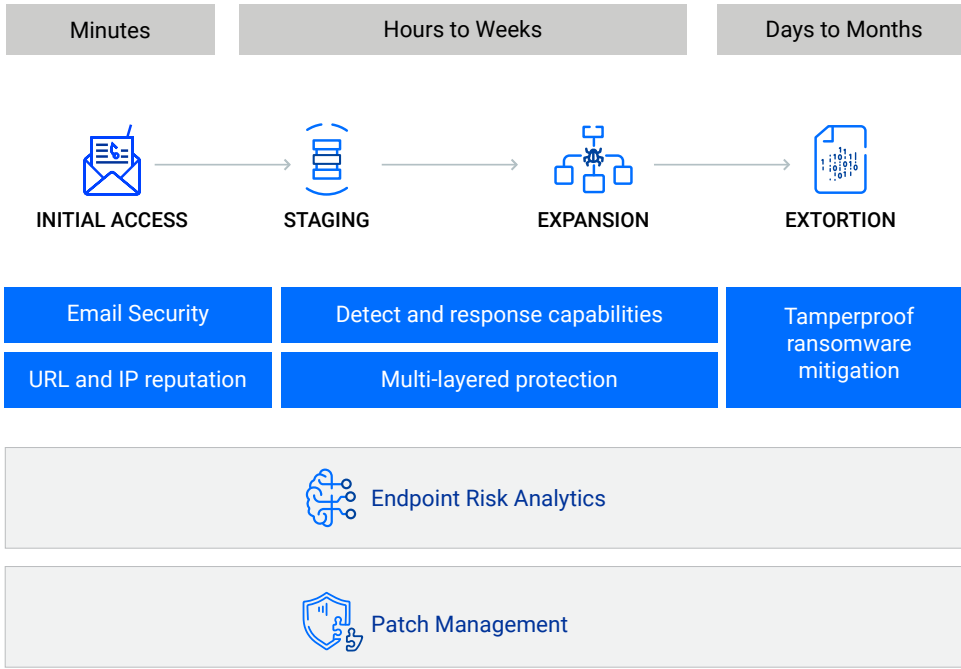 Minutes
Hours to Weeks
Days to Months
INITIAL ACCESS
STAGING
EXPANSION
EXTORTION
Email Security
Detect and response capabilities
Tamperproof
ransomware
mitigation
URL and IP reputation
Multi-layered protection
Endpoint Risk Analytics
Patch Management